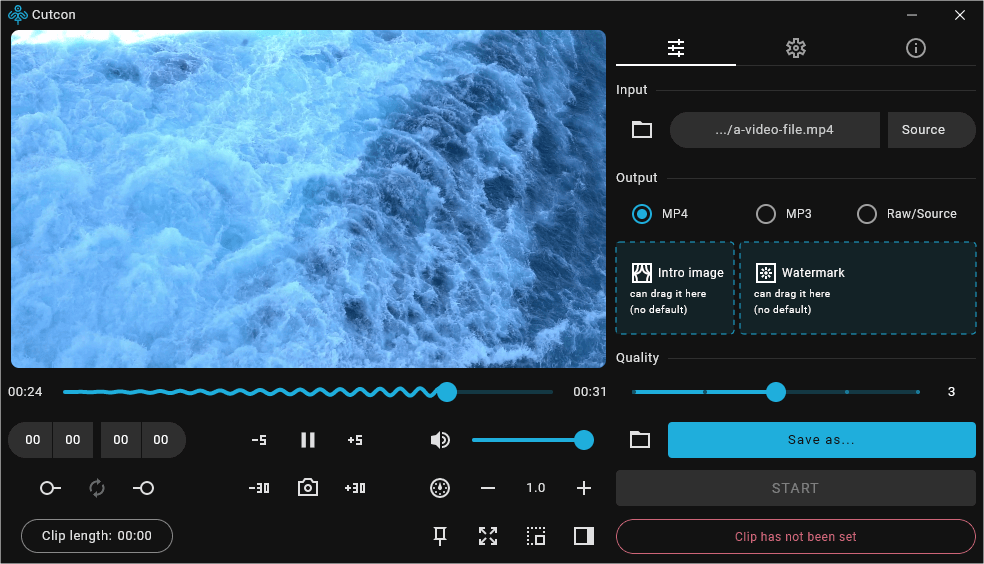 Cutcon
Input
.../a-video-file.mp4
Source
Output
MP4
MP3
Raw/Source
Intro image
can drag it here
(no default)
Watermark
can drag it here
(no default)
Quality
00:24
00:31
3
00
00
00
00
-5
+5
Save as...
-30
+30
1.0
START
Clip length: 00:00
Clip has not been set